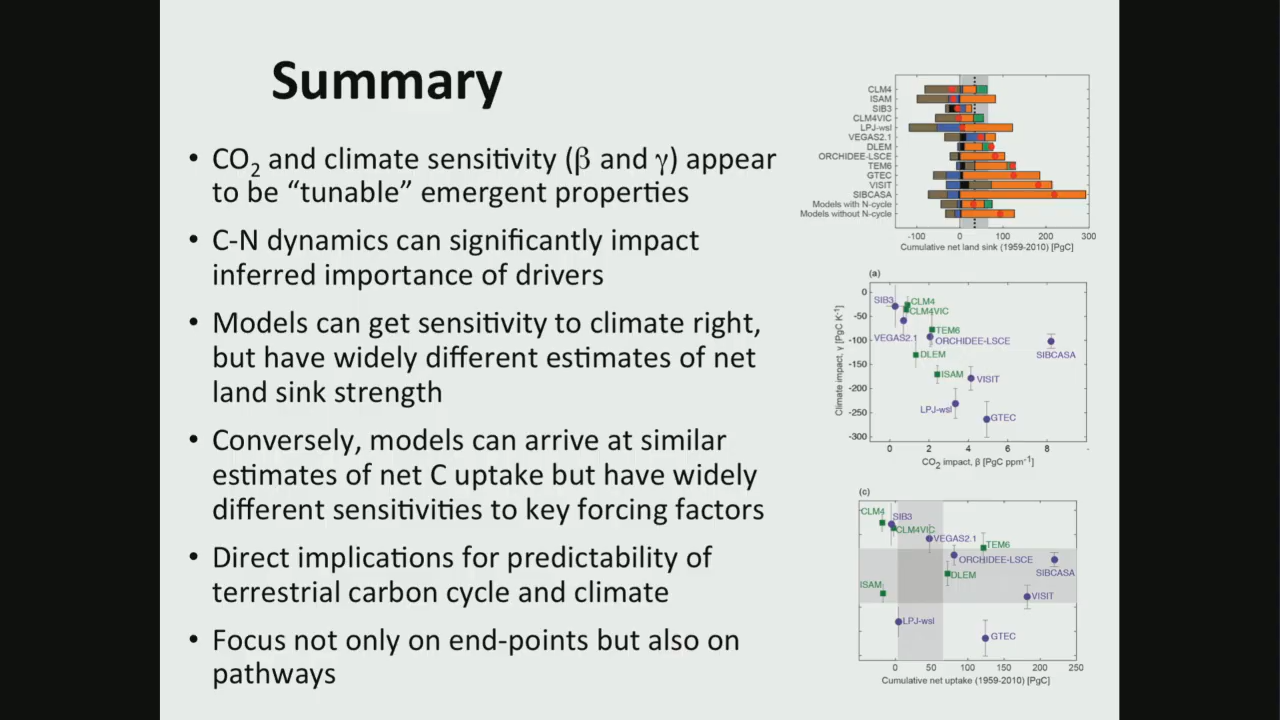 Summary
• CO2 and climate sensitivity (β and γ) appear
to be “tunable” emergent properties
• C-N dynamics can significantly impact
inferred importance of drivers
• Models can get sensitivity to climate right,
but have widely different estimates of net
land sink strength
• Conversely, models can arrive at similar
estimates of net C uptake but have widely
different sensitivities to key forcing factors
• Direct implications for predictability of
terrestrial carbon cycle and climate
• Focus not only on end-points but also on
pathways
CLM4
ISAM
SIB3
CLM4VIC
LPJ-wsl
VEGAS2.1
DLEM
ORCHIDEE-LSCE
TEM6
GTEC
VISIT
SIBCASA
Models with N-cycle
Models without N-cycle
-100 0 100 200 300
Cumulative net land sink (1959-2010) [PgC]
(a)
Climate impact, γ [PgC K-1]
0
-50
-100
-150
-200
-250
-300
SIB3
CLM4
CLM4VIC
VEGAS2.1
TEM6
ORCHIDEE-LSCE
SIBCASA
DLEM
ISAM
VISIT
LPJ-wsl
GTEC
0 2 4 6 8
CO2 impact, β [PgC ppm-1]
(c)
CLM4
SIB3
CLM4VIC
VEGAS2.1
TEM6
ORCHIDEE-LSCE
SIBCASA
DLEM
ISAM
VISIT
LPJ-wsl
GTEC
0 50 100 150 200 250
Cumulative net uptake (1959-2010) [PgC]